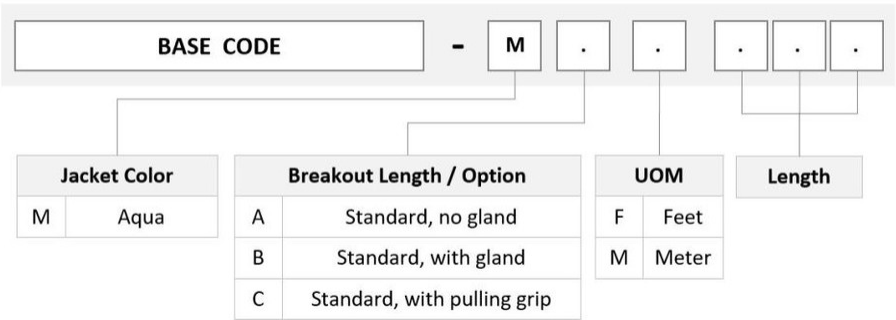 BASE CODE - M . . . . .
Jacket Color Breakout Length / Option UOM Length
M Aqua A Standard, no gland F Feet
B Standard, with gland M Meter
C Standard, with pulling grip